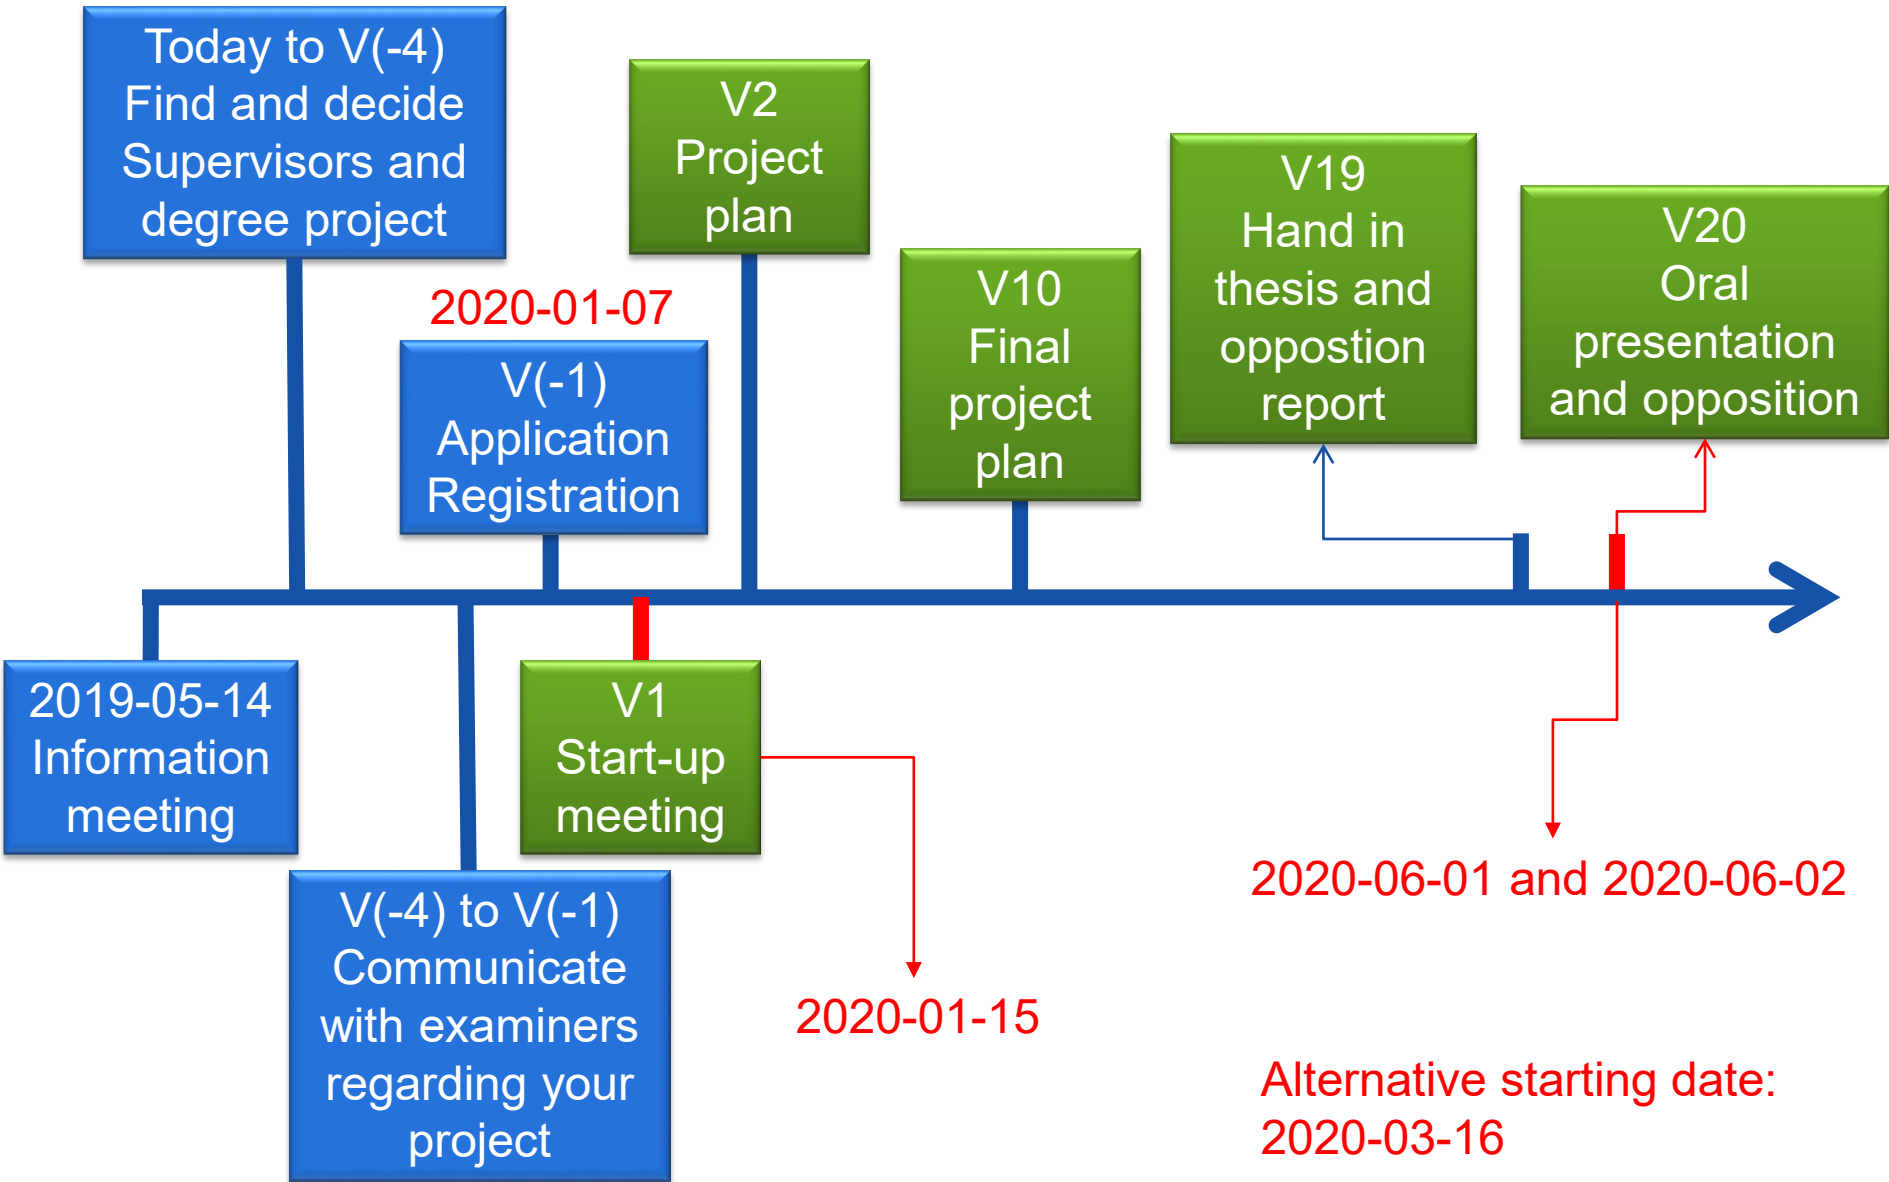 Today to V(-4)
Find and decide
Supervisors and
degree project
V2
Project
plan
V19
Hand in
thesis and
oppostion
report
V20
Oral
presentation
and opposition
V10
Final
project
plan
2020-01-07
V(-1)
Application
Registration
2019-05-14
Information
meeting
V1
Start-up
meeting
V(-4) to V(-1)
Communicate
with examiners
regarding your
project
2020-01-15
2020-06-01 and 2020-06-02
Alternative starting date:
2020-03-16